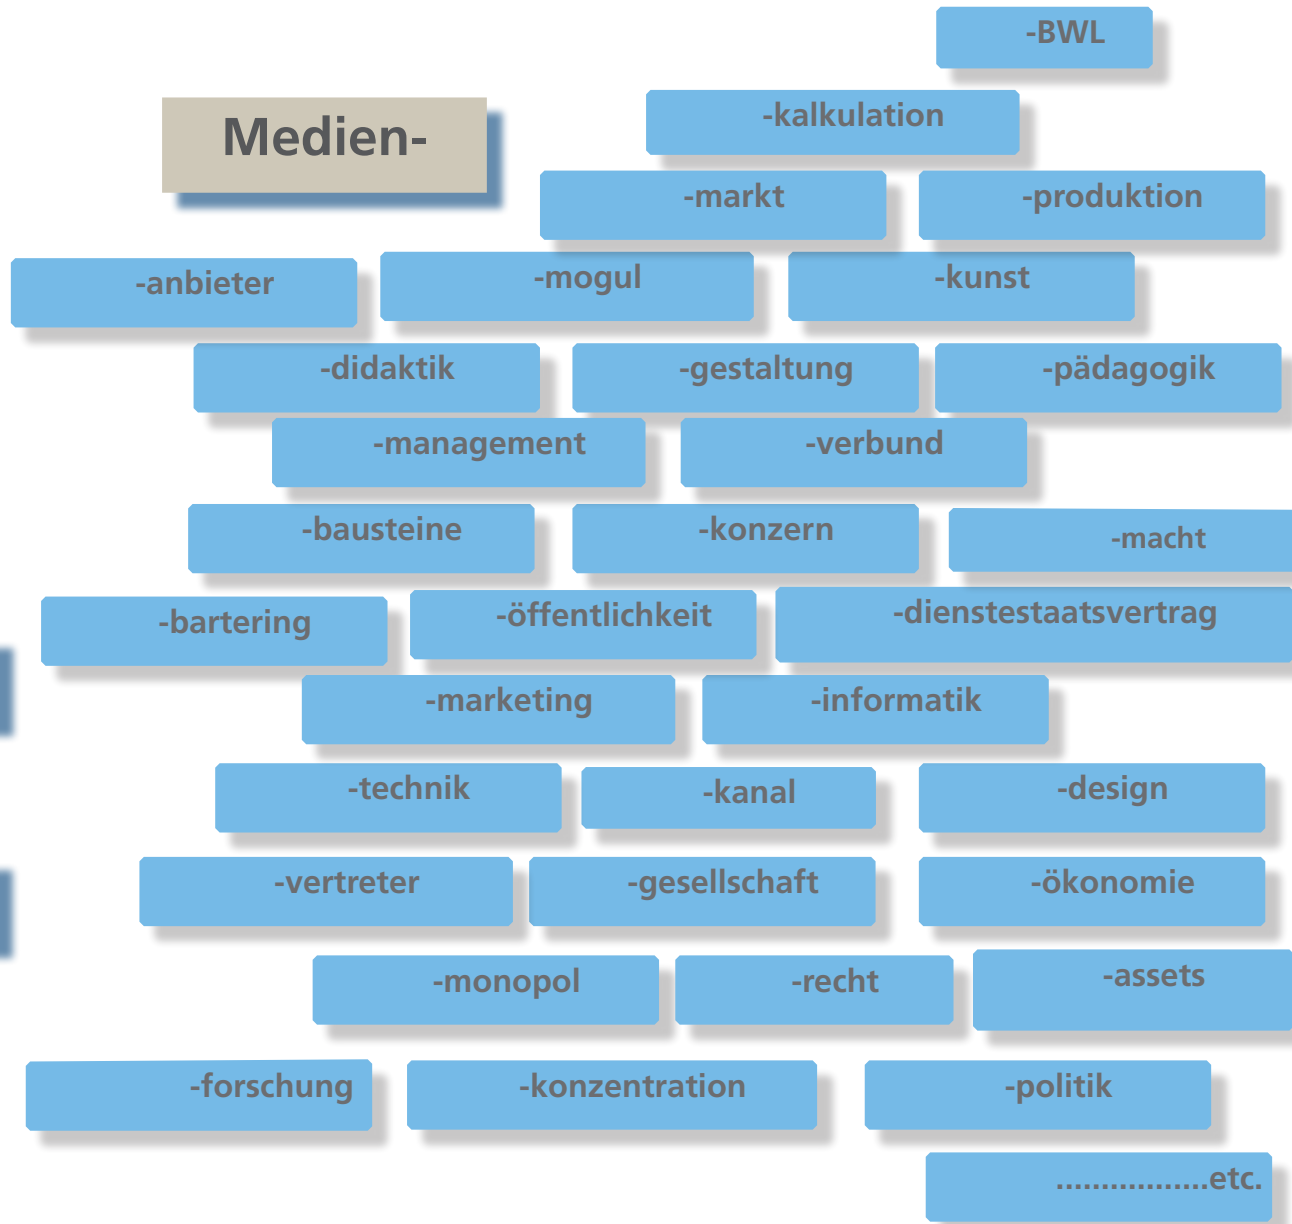 -BWL
Medien-
-kalkulation
-markt
-produktion
-anbieter
-mogul
-kunst
-didaktik
-gestaltung
-pädagogik
-management
-verbund
-bausteine
-konzern
-macht
-bartering
-öffentlichkeit
-dienstestaatsvertrag
-marketing
-informatik
-technik
-kanal
-design
-vertreter
-gesellschaft
-ökonomie
-monopol
-recht
-assets
-forschung
-konzentration
-politik
.................etc.